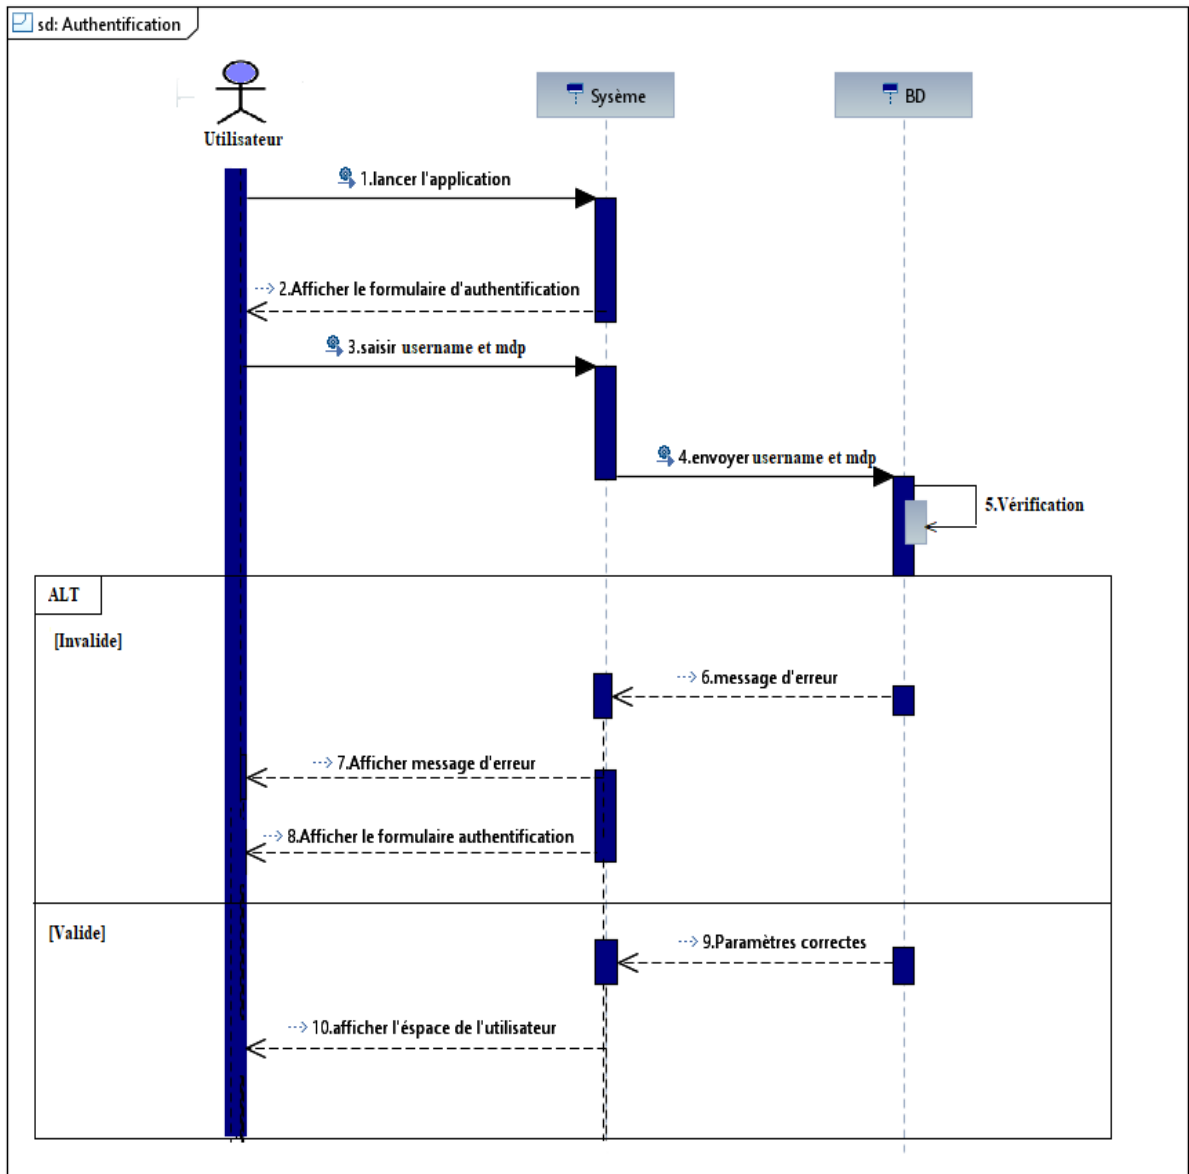 sd: Authentification
Utilisateur
Sysème
BD
1.lancer l'application
2.Afficher le formulaire d'authentification
3.saisir username et mdp
4.envoyer username et mdp
5.Vérification
ALT
[Invalide]
6.message d'erreur
7.Afficher message d'erreur
8.Afficher le formulaire authentification
[Valide]
9.Paramètres correctes
10.afficher l'éspace de l'utilisateur